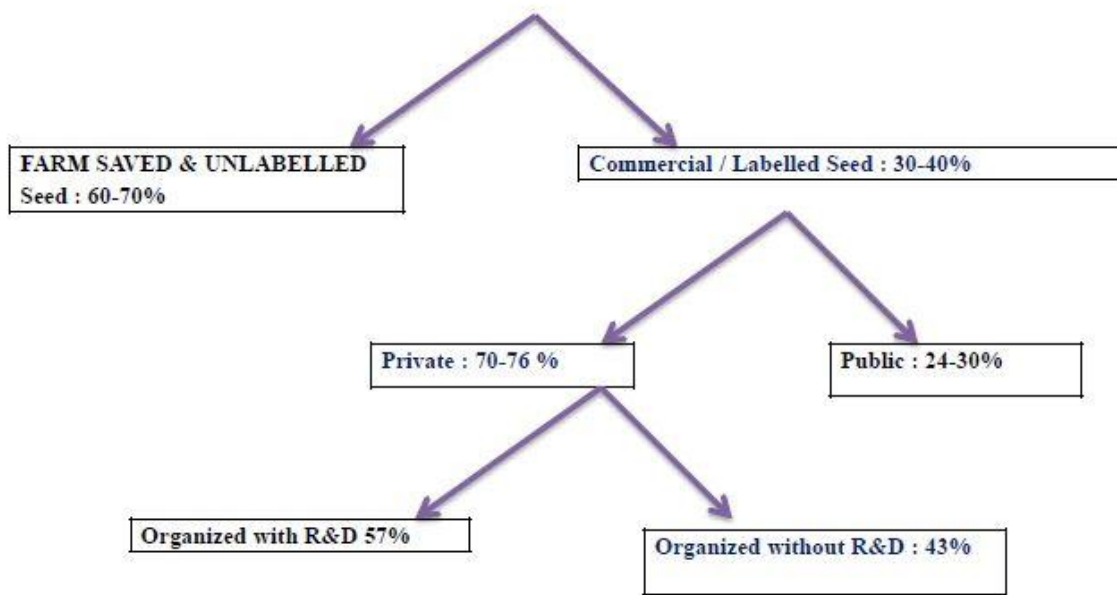 FARM SAVED & UNLABELLED
Seed : 60-70%
Commercial / Labelled Seed : 30-40%
Private : 70-76 %
Public : 24-30%
Organized with R&D 57%
Organized without R&D : 43%